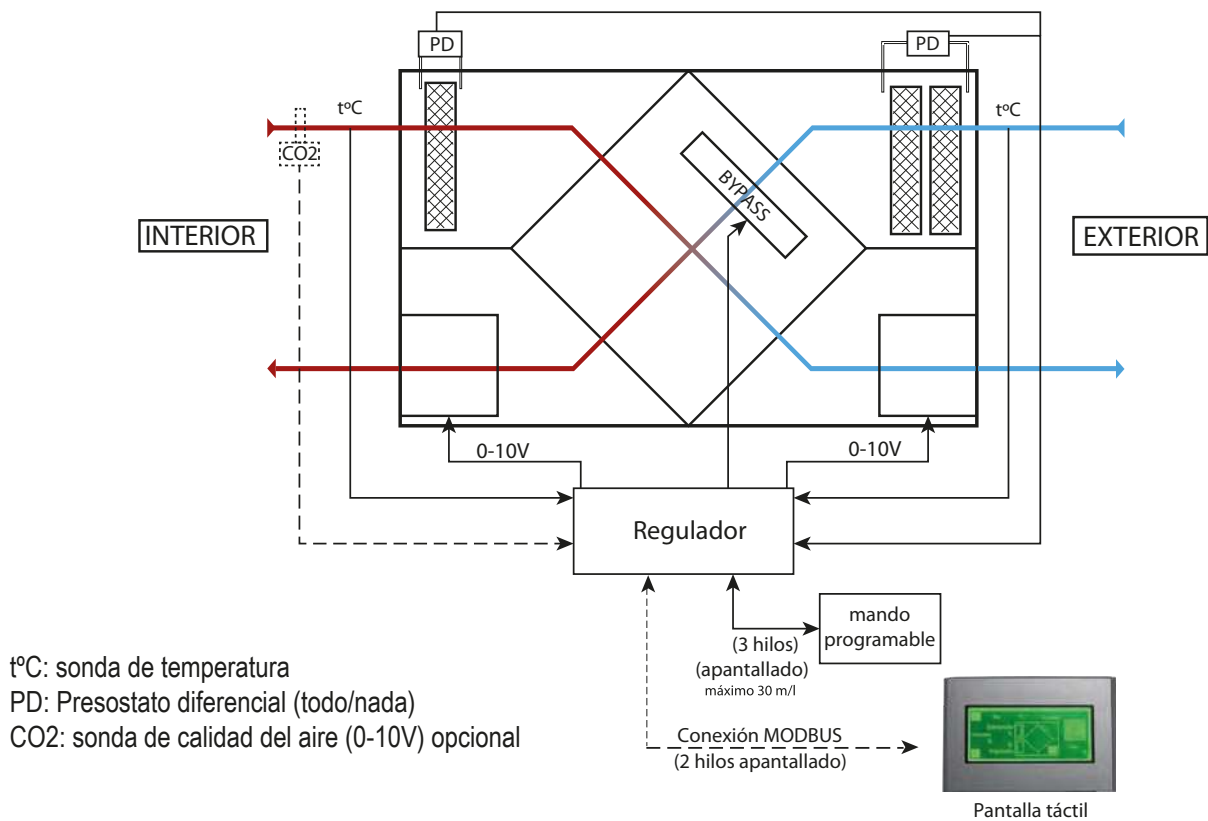 PD
PD
tºC
tºC
CO2
BYPASS
INTERIOR
EXTERIOR
0-10V
0-10V
Regulador
mando
programable
(3 hilos)
(apantallado)
máximo 30 m/l
tºC: sonda de temperatura
PD: Presostato diferencial (todo/nada)
CO2: sonda de calidad del aire (0-10V) opcional
Conexión MODBUS
(2 hilos apantallado)
Pantalla táctil